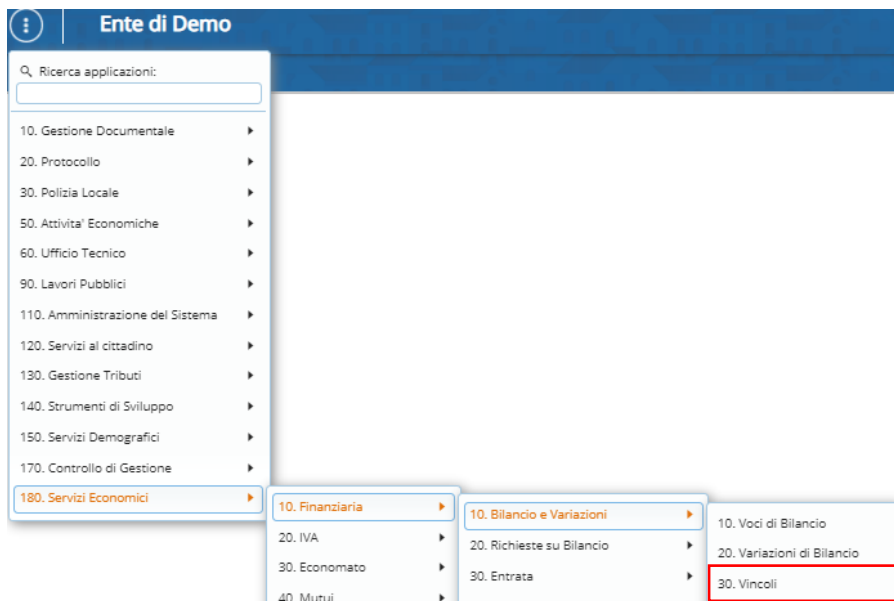 Ente di Demo
Ricerca applicazioni:
10. Gestione Documentale
20. Protocollo
30. Polizia Locale
50. Attivita' Economiche
60. Ufficio Tecnico
90. Lavori Pubblici
110. Amministrazione del Sistema
120. Servizi al cittadino
130. Gestione Tributi
140. Strumenti di Sviluppo
150. Servizi Demografici
170. Controllo di Gestione
180. Servizi Economici
10. Finanziaria
20. IVA
30. Economato
40. Mutui
10. Bilancio e Variazioni
20. Richieste su Bilancio
30. Entrata
10. Voci di Bilancio
20. Variazioni di Bilancio
30. Vincoli